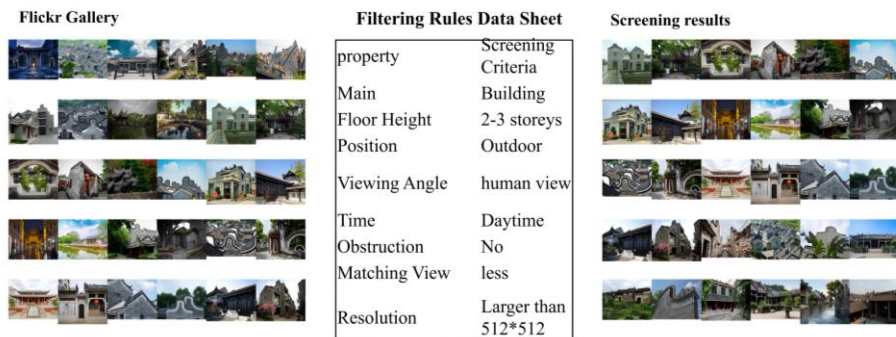 Flickr Gallery
Filtering Rules Data Sheet
Screening results
property Screening Criteria
Main Building
Floor Height 2-3 storeys
Position Outdoor
Viewing Angle human view
Time Daytime
Obstruction No
Matching View less
Resolution Larger than 512*512